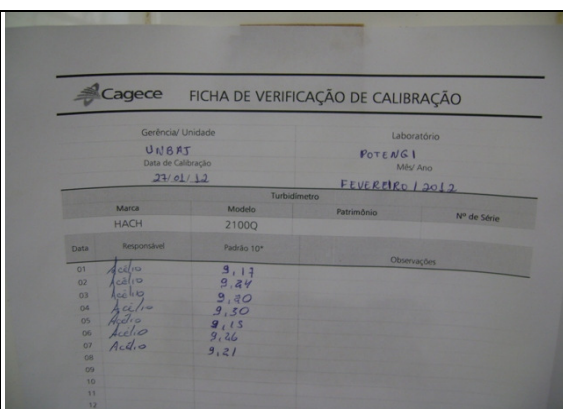 Cagece FICHA DE VERIFICAÇÃO DE CALIBRAÇÃO
Gerência/ Unidade Laboratório
UNBAJ POTENGI
Data de Calibração Mês/ Ano
27/01/12 FEVEREIRO / 2012
Turbidímetro
Marca Modelo Patrimônio Nº de Série
HACH 2100Q
Data Responsável Padrão 10* Observações
01 Acélio 9,17
02 Acélio 9,24
03 Acélio 9,20
04 Acélio 9,30
05 Acélio 9,15
06 Acélio 9,26
07 Acélio 9,21
08
09
10
11
12